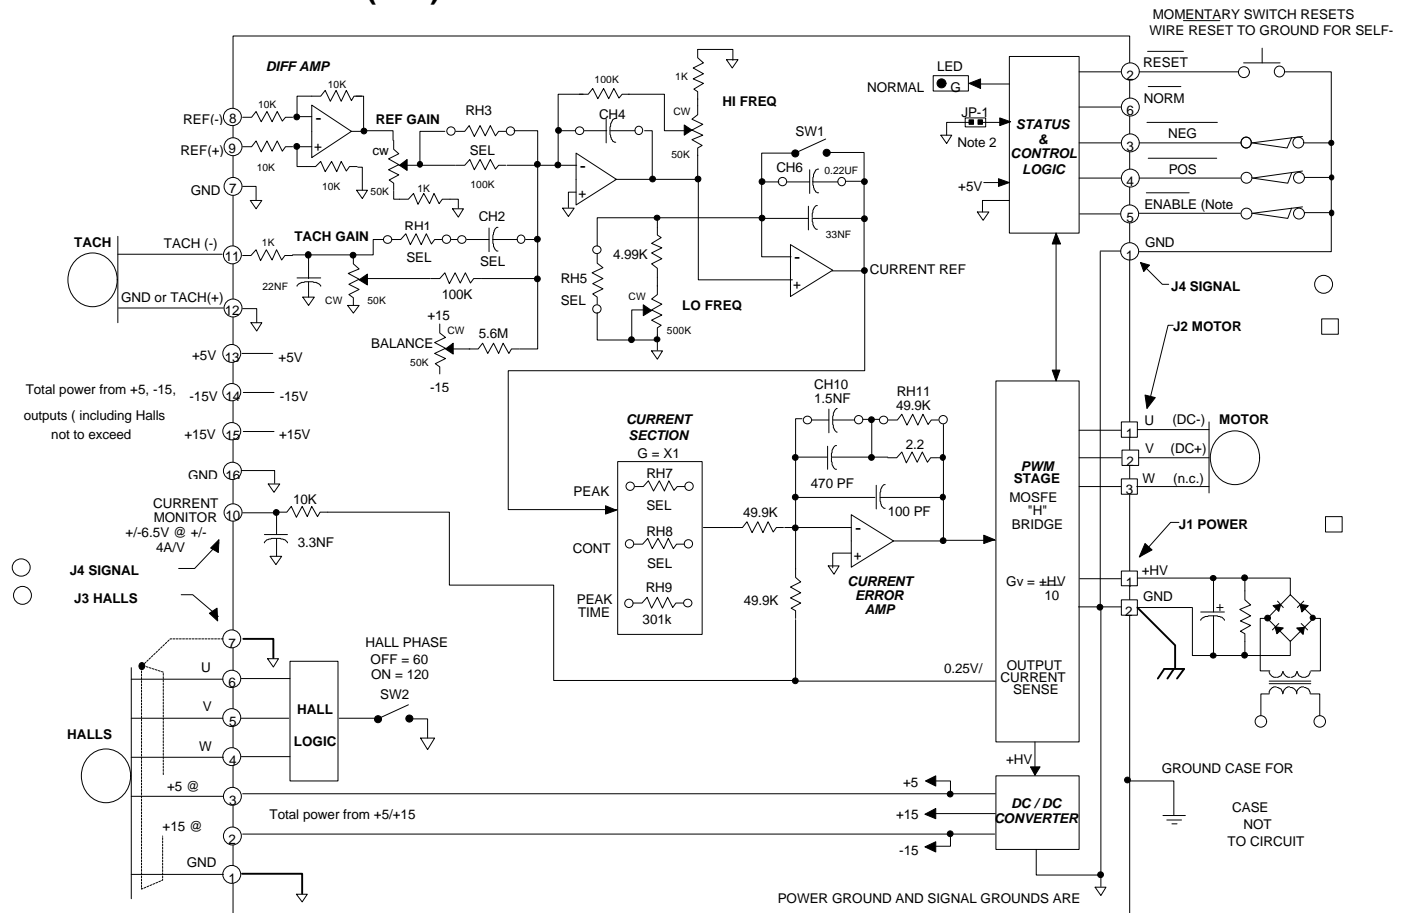 MOMENTARY SWITCH RESETS
WIRE RESET TO GROUND FOR SELF-
DIFF AMP
10K
10K
REF(-) 8
REF(+) 9
10K
10K
GND 7
REF GAIN
CW
50K
1K
RH3
SEL
100K
100K
CH4
1K
HI FREQ
CW
50K
SW1
CH6 0.22UF
33NF
LED
NORMAL G
JP-1
Note 2
+5V
STATUS
&
CONTROL
LOGIC
2 RESET
6 NORM
3 NEG
4 POS
5 ENABLE (Note
1 GND
J4 SIGNAL
J2 MOTOR
TACH
TACH (-) 11
1K
TACH GAIN
RH1
SEL
CH2
SEL
22NF
CW 50K
100K
GND or TACH(+) 12
+15
CW
BALANCE
50K
-15
5.6M
RH5
SEL
4.99K
CW
500K
LO FREQ
CURRENT REF
+5V 13 +5V
Total power from +5, -15,
outputs ( including Halls
not to exceed
-15V 14 -15V
+15V 15 +15V
GND 16
CURRENT
MONITOR
+/-6.5V @ +/-
4A/V
10
10K
3.3NF
J4 SIGNAL
J3 HALLS
CURRENT
SECTION
G = X1
PEAK
RH7
SEL
CONT
RH8
SEL
PEAK
TIME
RH9
301k
49.9K
49.9K
CH10
1.5NF
RH11
49.9K
470 PF
2.2
100 PF
CURRENT
ERROR
AMP
PWM
STAGE
MOSFE
"H"
BRIDGE
Gv = +HV
10
0.25V/
OUTPUT
CURRENT
SENSE
+HV
1 U (DC-)
2 V (DC+)
3 W (n.c.)
MOTOR
J1 POWER
1 +HV
2 GND
+
7
U 6
V 5
W 4
HALLS
+5 @ 3
+15 @ 2
GND 1
HALL
LOGIC
HALL PHASE
OFF = 60
ON = 120
SW2
Total power from +5/+15
+5
+15
-15
DC / DC
CONVERTER
GROUND CASE FOR
CASE
NOT
TO CIRCUIT
POWER GROUND AND SIGNAL GROUNDS ARE